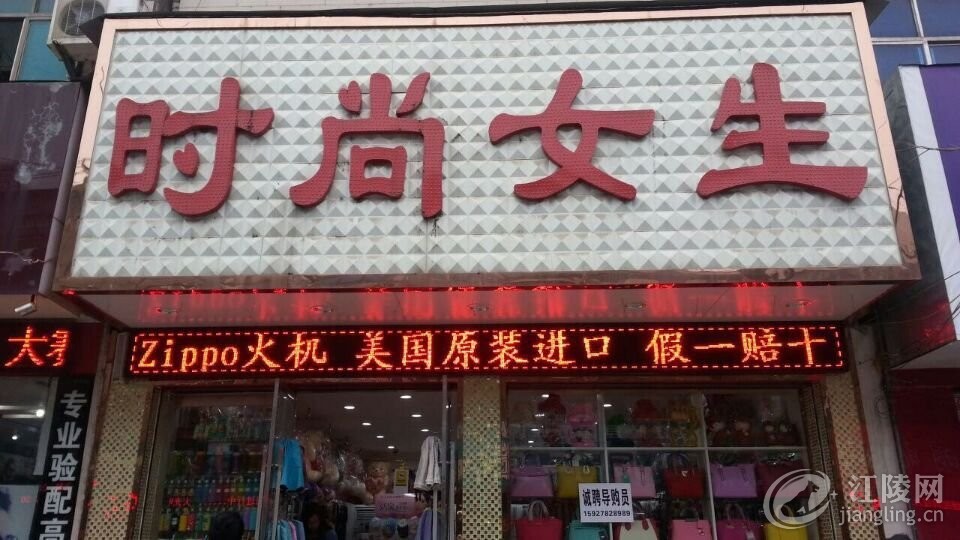 时尚女生
Zippo火机 美国原装进口 假一赔十
专业验配高
诚聘导购员
15927828989
江陵网
jiangling.cn